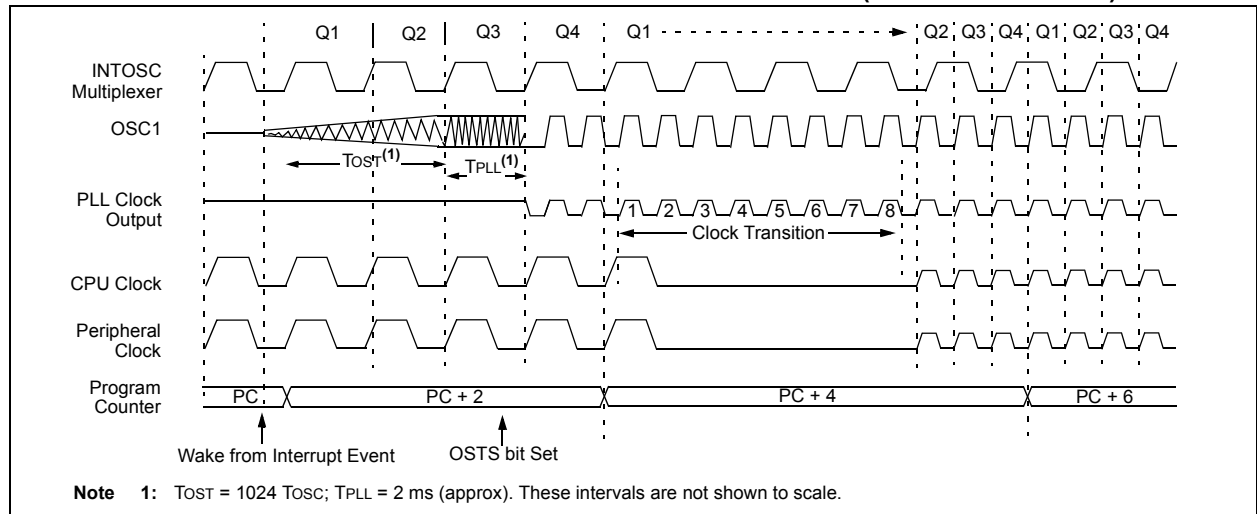 Q1 Q2 Q3 Q4 Q1 Q2 Q3 Q4 Q1 Q2 Q3 Q4
INTOSC
Multiplexer
OSC1
TOST(1)
TPLL(1)
PLL Clock
Output
1 2 3 4 5 6 7 8
Clock Transition
CPU Clock
Peripheral
Clock
Program
Counter
PC PC + 2 PC + 4 PC + 6
Wake from Interrupt Event OSTS bit Set
Note 1: TOST = 1024 TOSC; TPLL = 2 ms (approx). These intervals are not shown to scale.